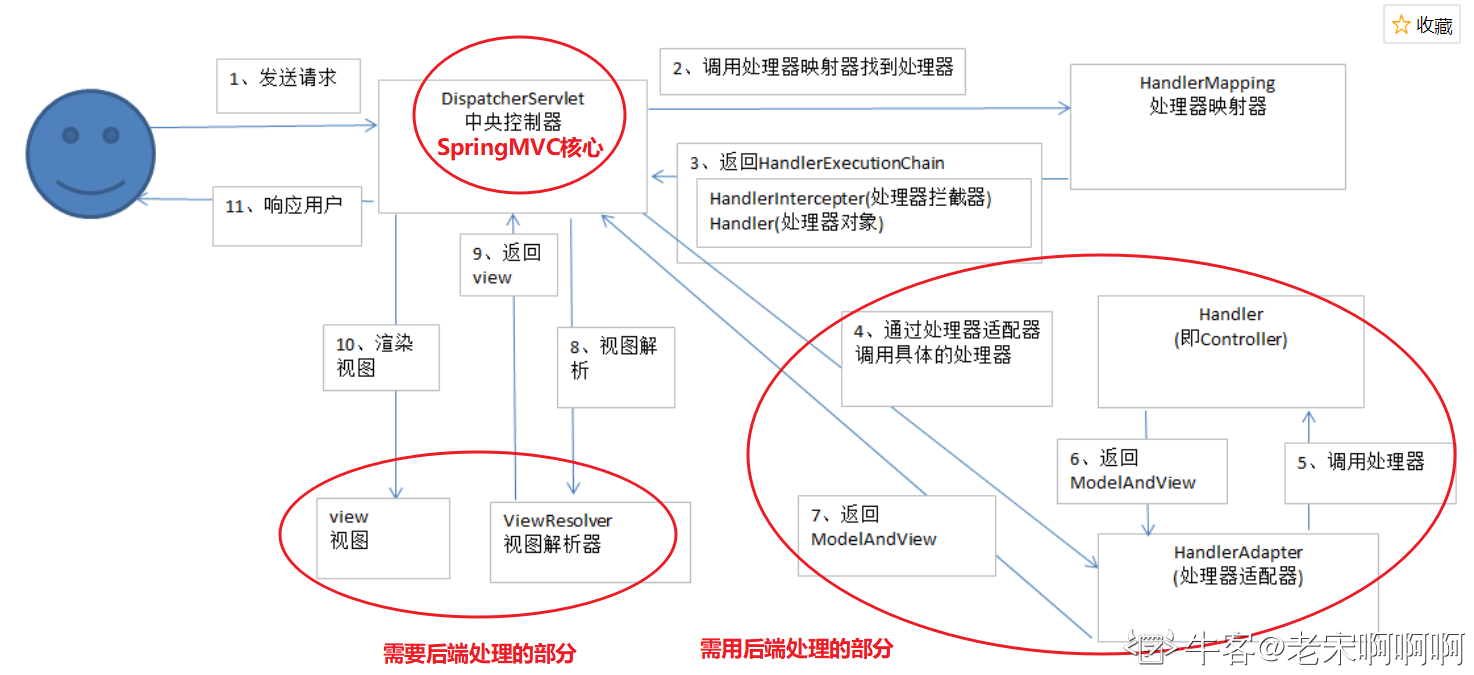 收藏
1、发送请求
DispatcherServlet
中央控制器
SpringMVC核心
2、调用处理器映射器找到处理器
HandlerMapping
处理器映射器
3、返回HandlerExecutionChain
HandlerIntercepter(处理器拦截器)
Handler(处理器对象)
11、响应用户
9、返回
view
10、渲染
视图
8、视图解
析
4、通过处理器适配器
调用具体的处理器
Handler
(即Controller)
6、返回
ModelAndView
5、调用处理器
view
视图
ViewResolver
视图解析器
7、返回
ModelAndView
HandlerAdapter
(处理器适配器)
需要后端处理的部分
需用后端处理的部分
牛客@老宋啊啊啊